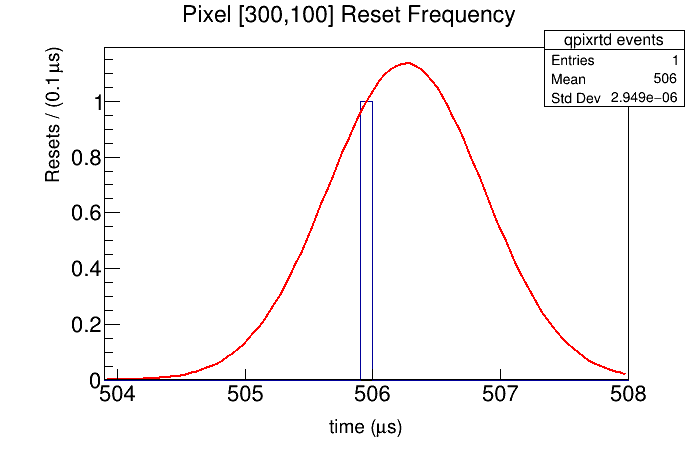 Pixel [300,100] Reset Frequency
qpixrtd events
Entries 1
Mean 506
Std Dev 2.949e−06
Resets / (0.1 μs)
1
0.8
0.6
0.4
0.2
0
504 505 506 507 508
time (μs)